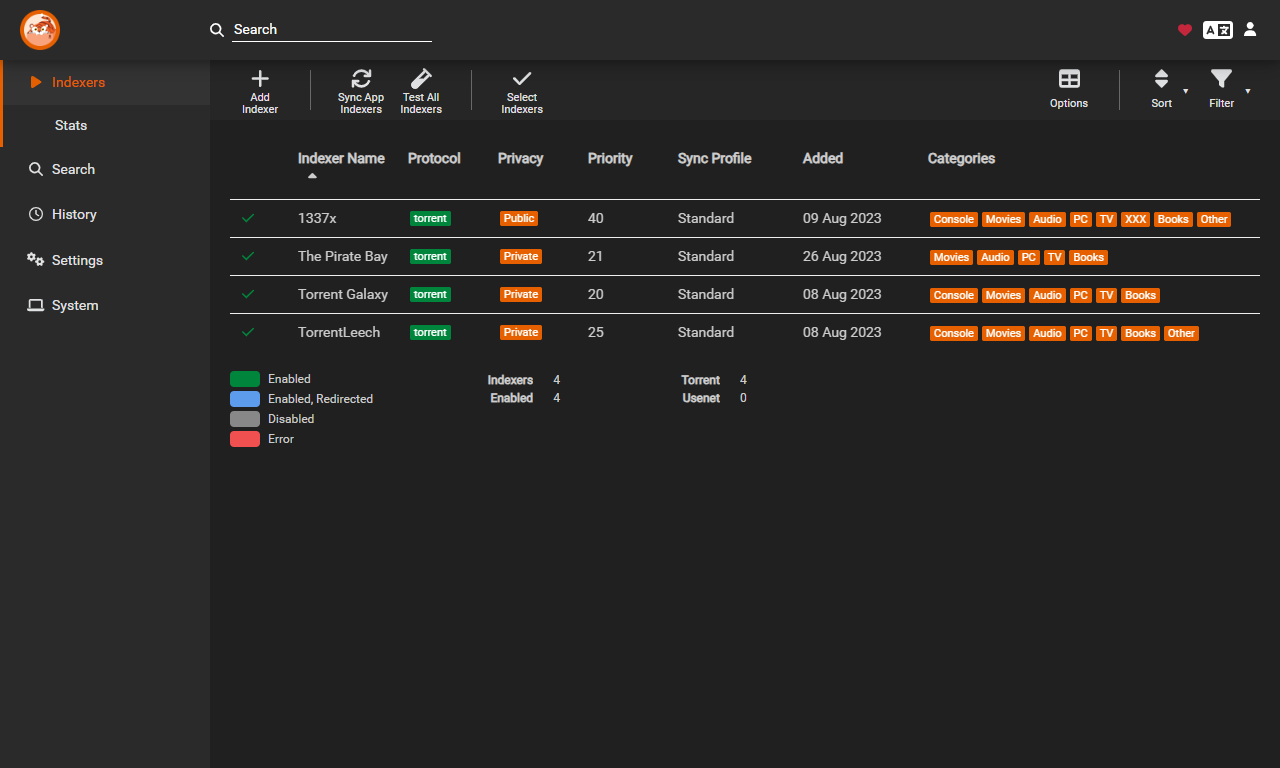 Search
Indexers
Stats
Search
History
Settings
System
Add
Indexer
Sync App
Indexers
Test All
Indexers
Select
Indexers
Options
Sort
Filter
Indexer Name Protocol Privacy Priority Sync Profile Added Categories
1337x torrent Public 40 Standard 09 Aug 2023 Console Movies Audio PC TV XXX Books Other
The Pirate Bay torrent Private 21 Standard 26 Aug 2023 Movies Audio PC TV Books
Torrent Galaxy torrent Private 20 Standard 08 Aug 2023 Console Movies Audio PC TV Books
TorrentLeech torrent Private 25 Standard 08 Aug 2023 Console Movies Audio PC TV Books Other
Enabled
Enabled, Redirected
Disabled
Error
Indexers 4
Enabled 4
Torrent 4
Usenet 0